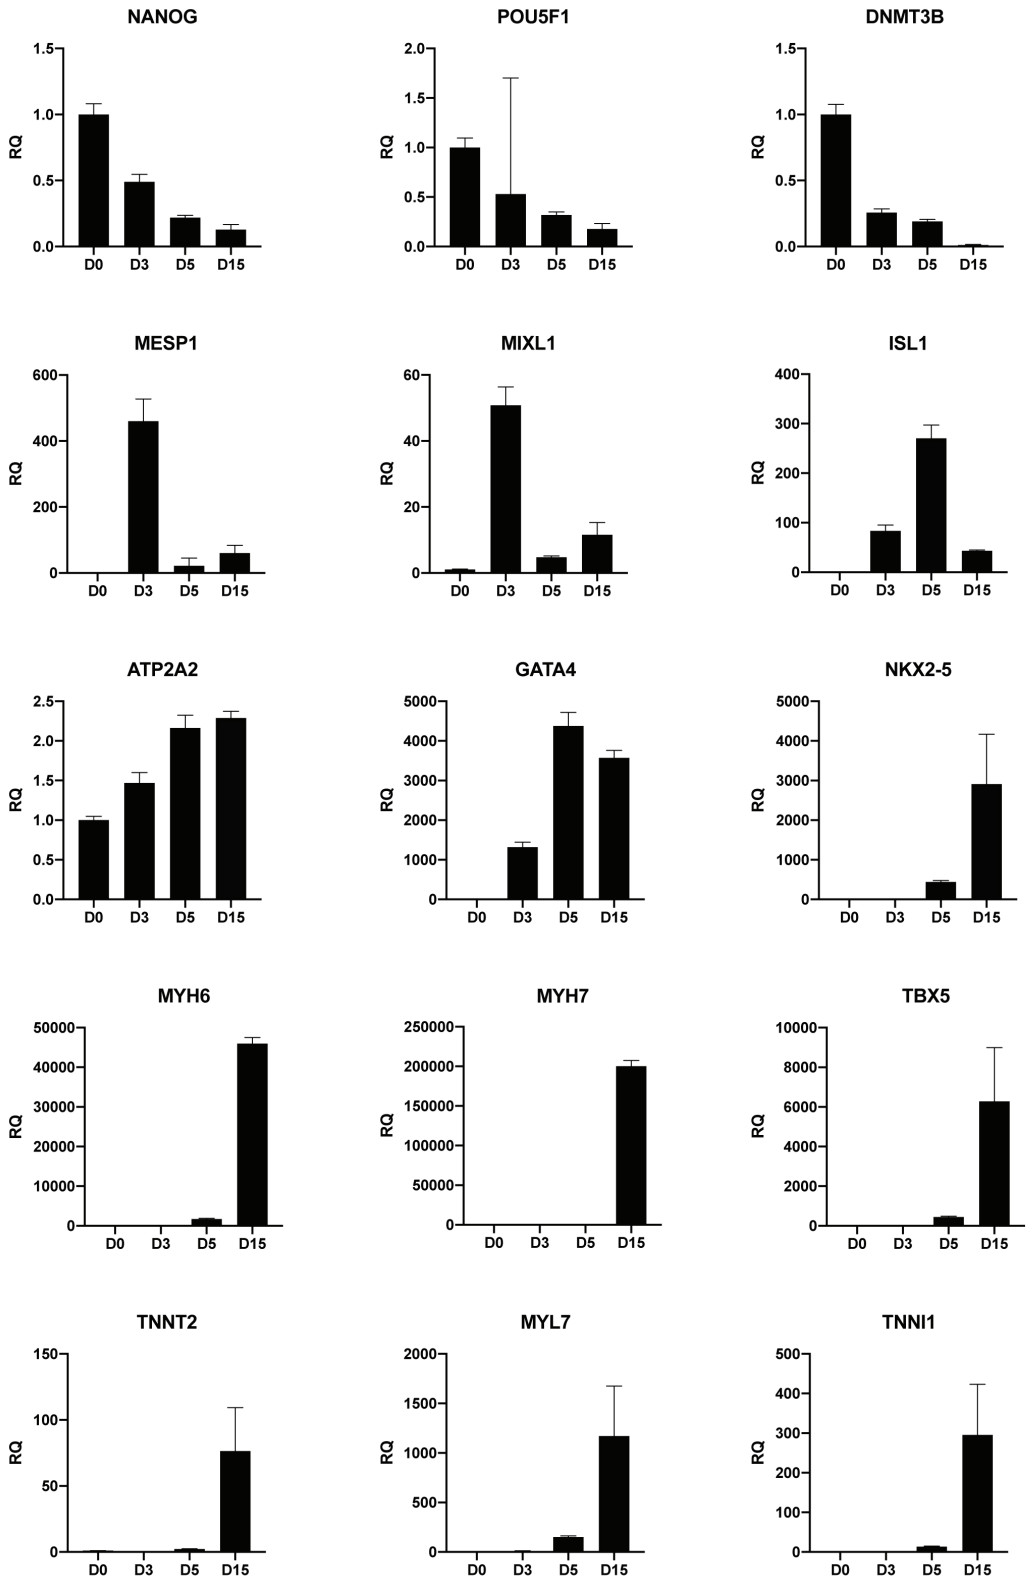 NANOG
1.5
1.0
0.5
0.0
RQ
D0 D3 D5 D15
POU5F1
2.0
1.5
1.0
0.5
0.0
RQ
D0 D3 D5 D15
DNMT3B
1.5
1.0
0.5
0.0
RQ
D0 D3 D5 D15
MESP1
600
400
200
0
RQ
D0 D3 D5 D15
MIXL1
60
40
20
0
RQ
D0 D3 D5 D15
ISL1
400
300
200
100
0
RQ
D0 D3 D5 D15
ATP2A2
2.5
2.0
1.5
1.0
0.5
0.0
RQ
D0 D3 D5 D15
GATA4
5000
4000
3000
2000
1000
0
RQ
D0 D3 D5 D15
NKX2-5
5000
4000
3000
2000
1000
0
RQ
D0 D3 D5 D15
MYH6
50000
40000
30000
20000
10000
0
RQ
D0 D3 D5 D15
MYH7
250000
200000
150000
100000
50000
0
RQ
D0 D3 D5 D15
TBX5
10000
8000
6000
4000
2000
0
RQ
D0 D3 D5 D15
TNNT2
150
100
50
0
RQ
D0 D3 D5 D15
MYL7
2000
1500
1000
500
0
RQ
D0 D3 D5 D15
TNNI1
500
400
300
200
100
0
RQ
D0 D3 D5 D15